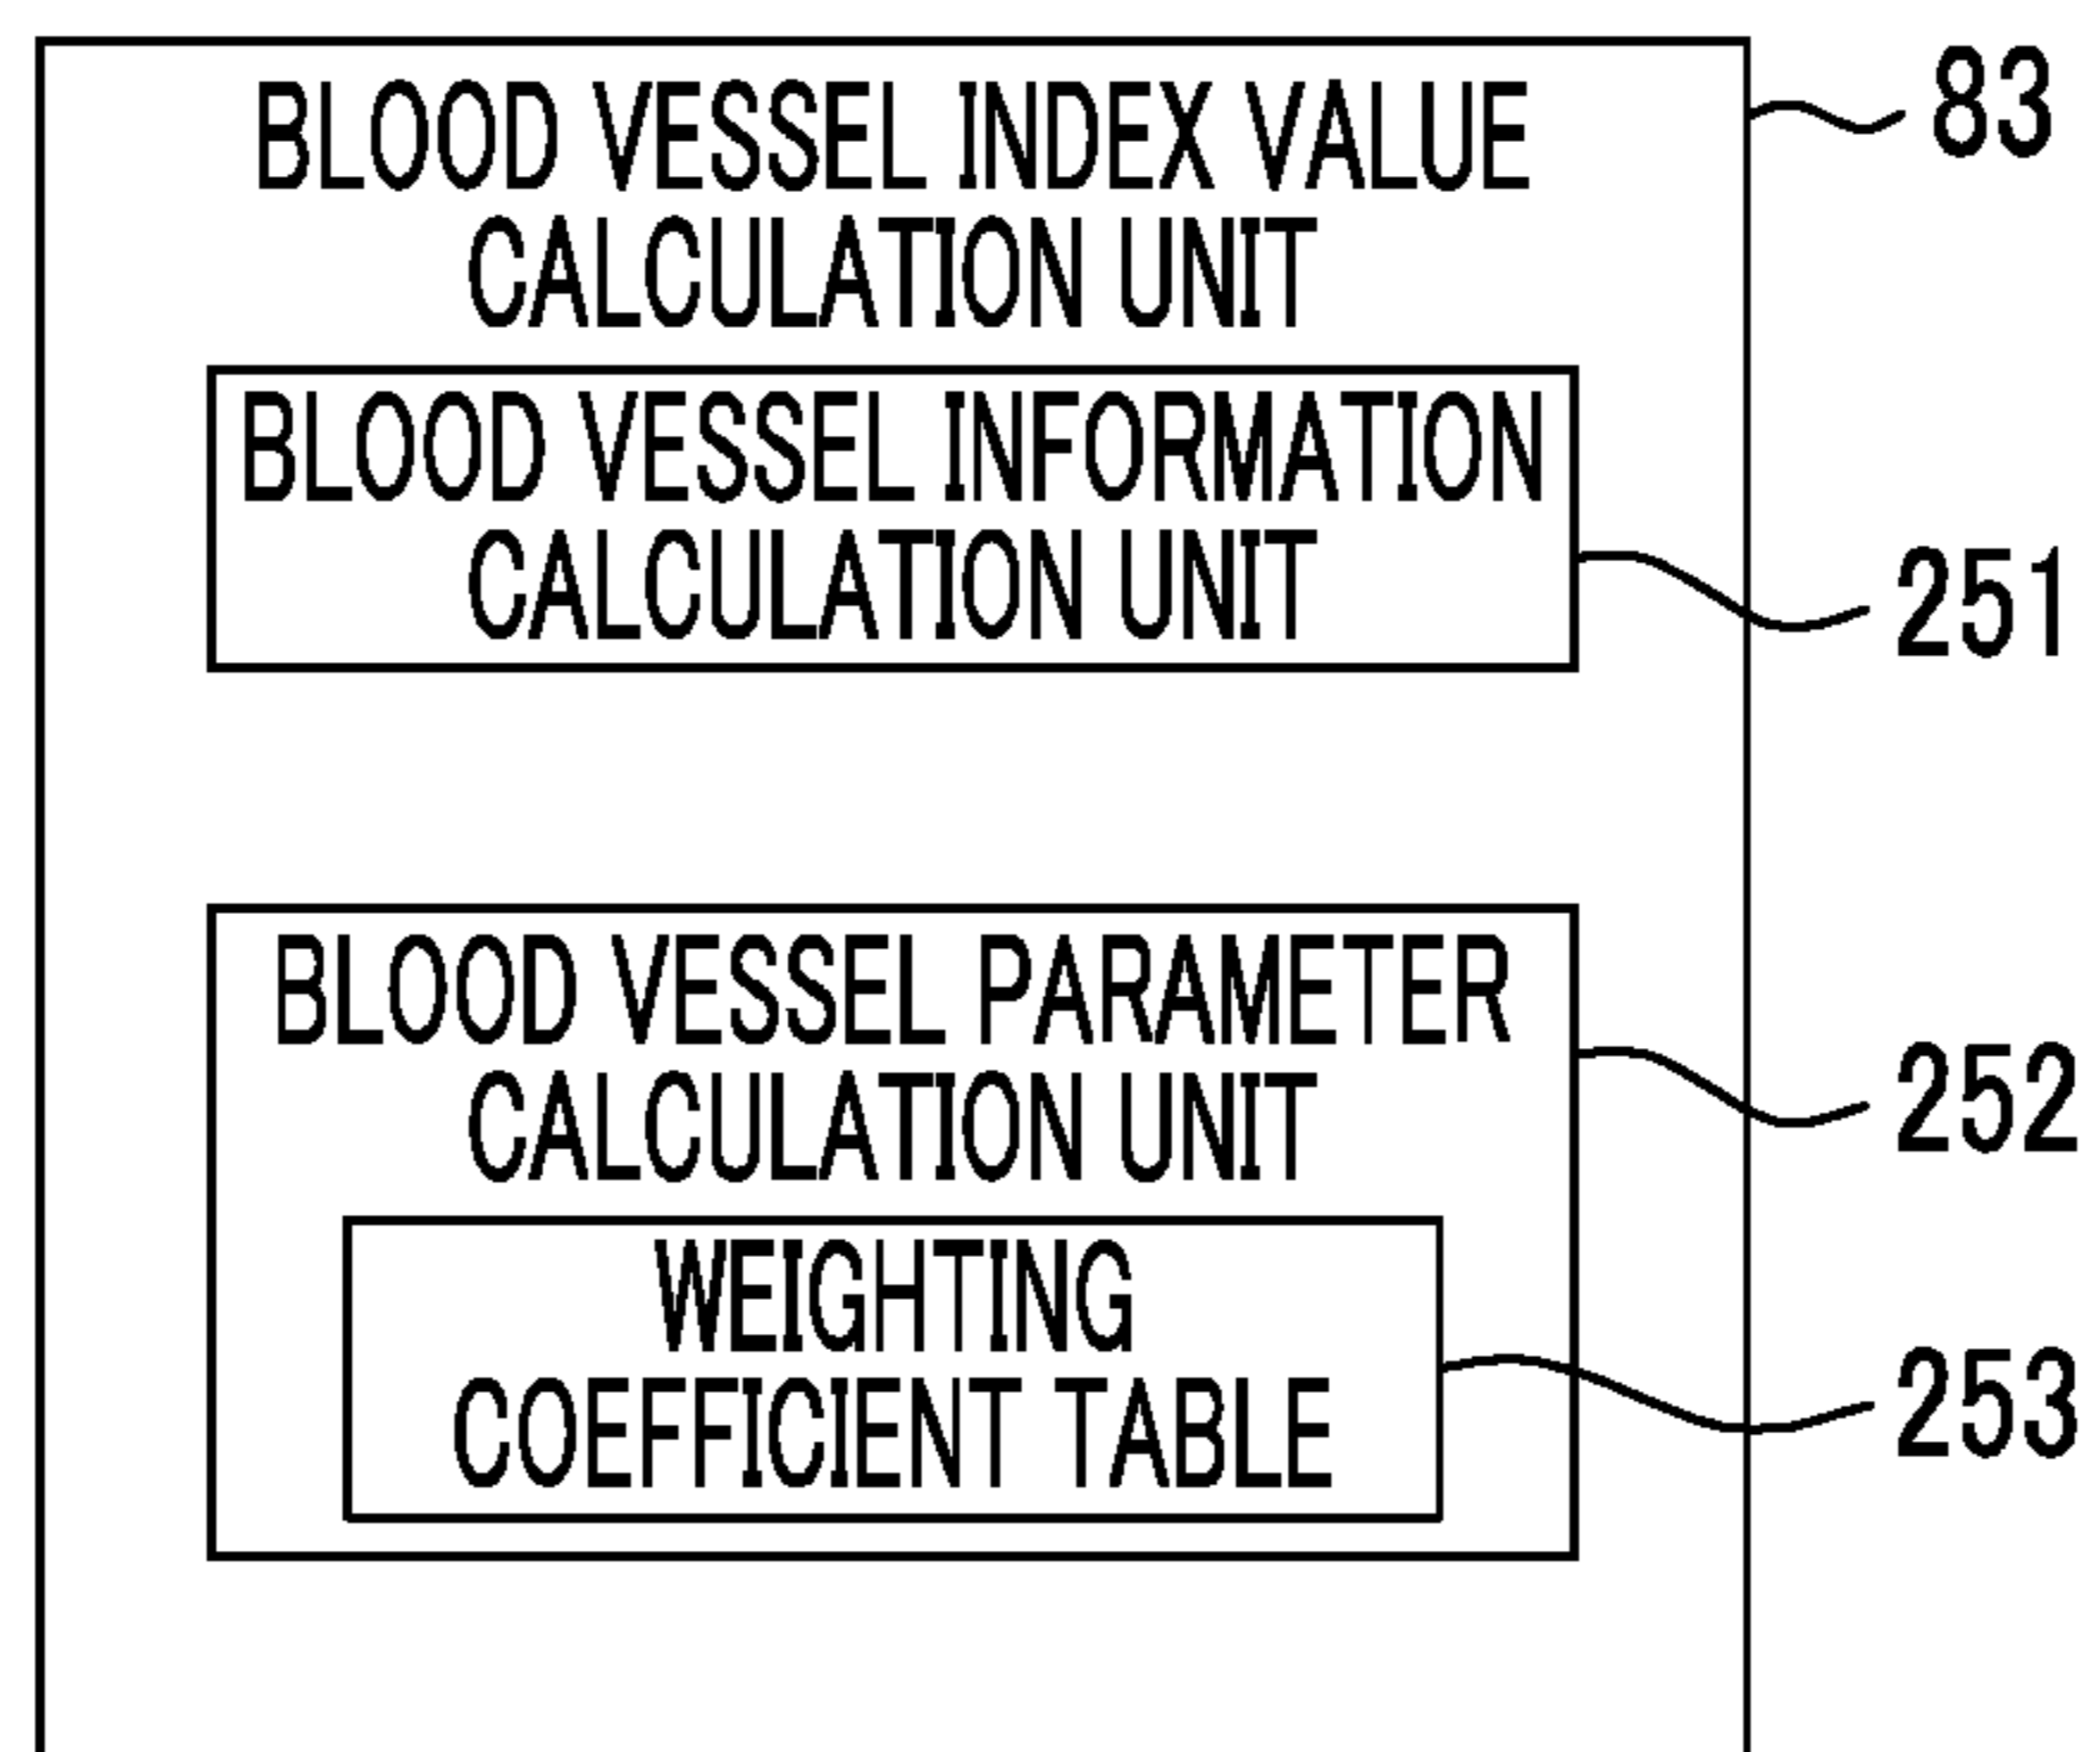 BLOOD VESSEL INDEX VALUE
CALCULATION UNIT
83
BLOOD VESSEL INFORMATION
CALCULATION UNIT
251
BLOOD VESSEL PARAMETER
CALCULATION UNIT
252
WEIGHTING
COEFFICIENT TABLE
253